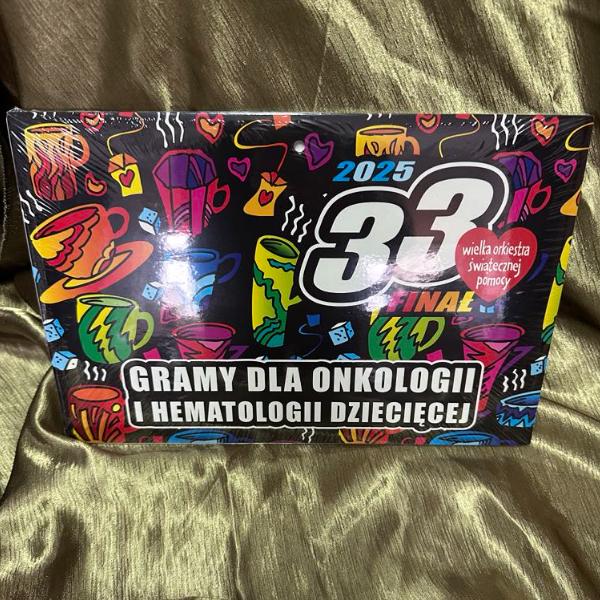 2025
33
FINAŁ
wielka orkiestra
świątecznej
pomocy
GRAMY DLA ONKOLOGII
I HEMATOLOGII DZIECIĘCEJ